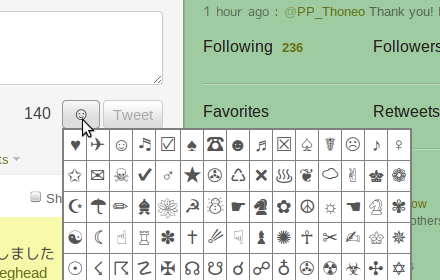 1 hour ago : @PP_Thoneo Thank you!
Following 236
Followers
140
Tweet
Favorites
Retweets
ts
Sh
ow
others
しました
eghead